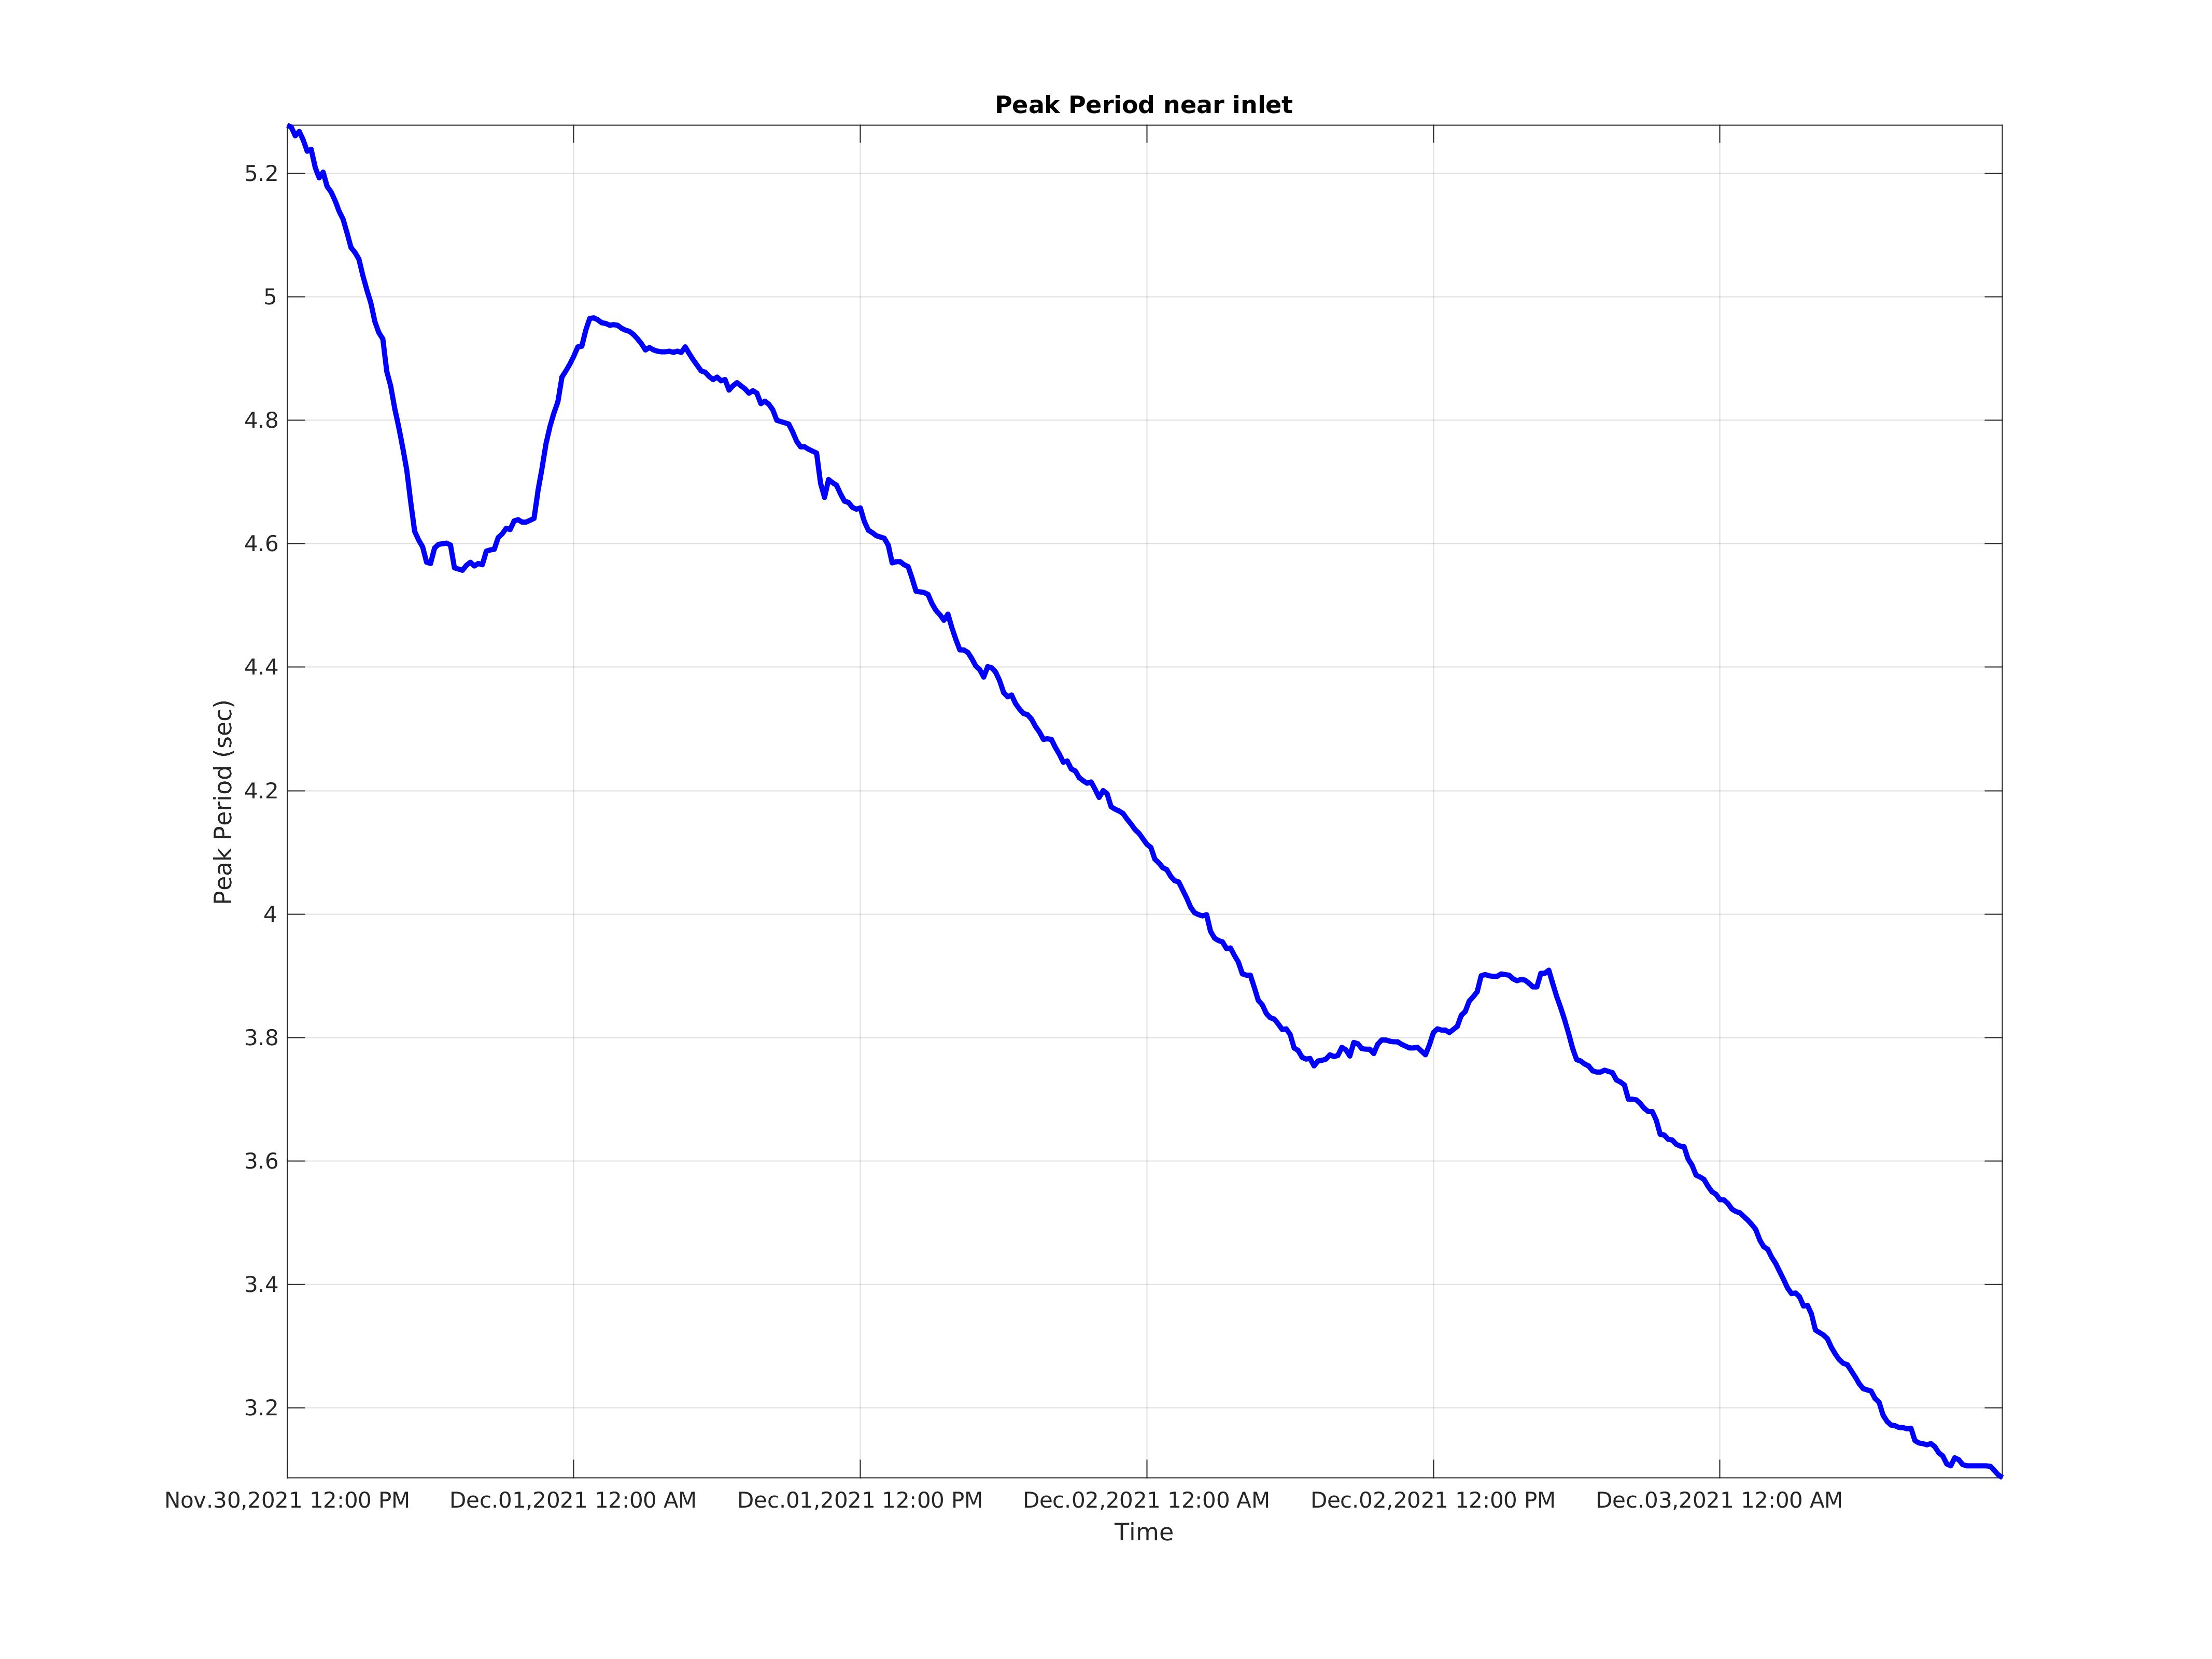 Peak Period near inlet
5.2
5
4.8
4.6
4.4
4.2
4
3.8
3.6
3.4
3.2
Peak Period (sec)
Nov.30,2021 12:00 PM Dec.01,2021 12:00 AM Dec.01,2021 12:00 PM Dec.02,2021 12:00 AM Dec.02,2021 12:00 PM Dec.03,2021 12:00 AM
Time